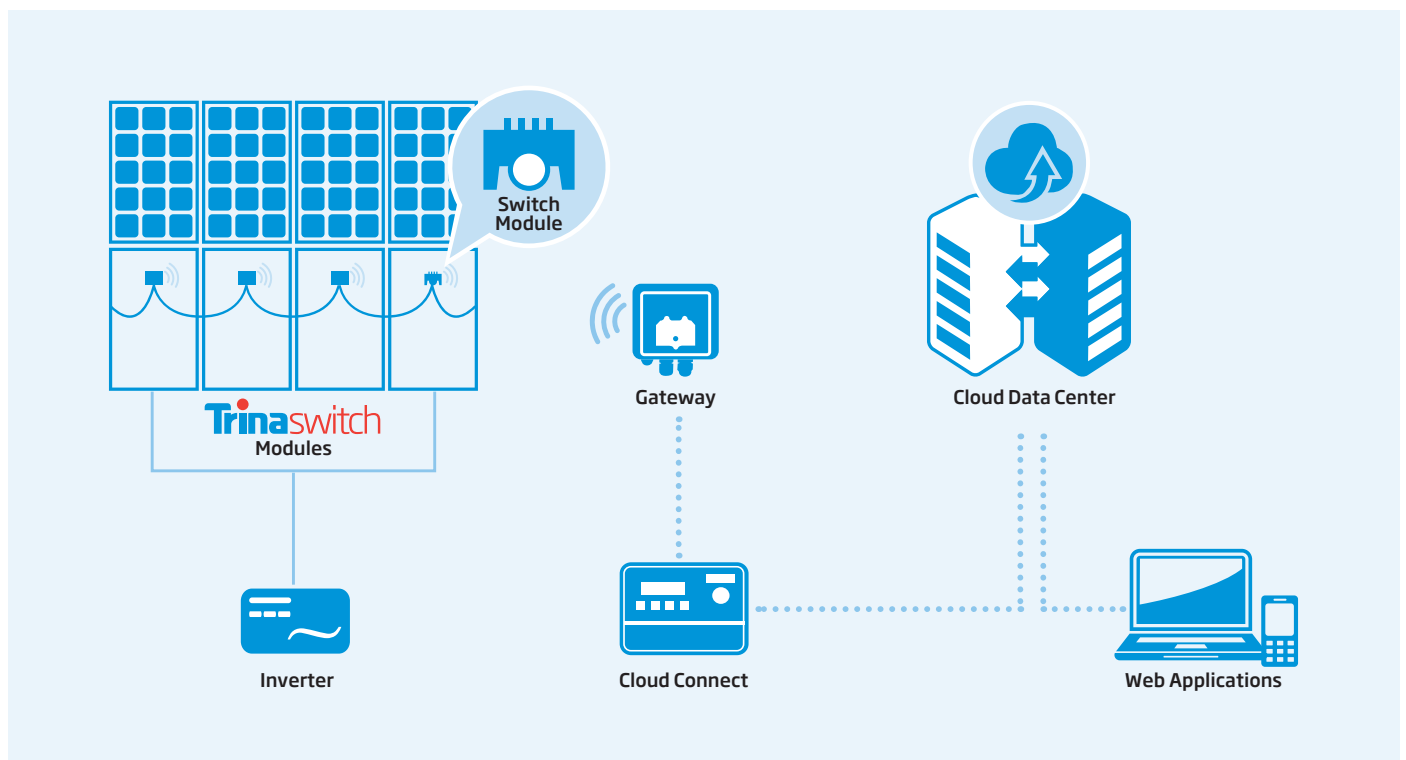 Switch
Module
Trinaswitch
Modules
Gateway
Cloud Data Center
Inverter
Cloud Connect
Web Applications